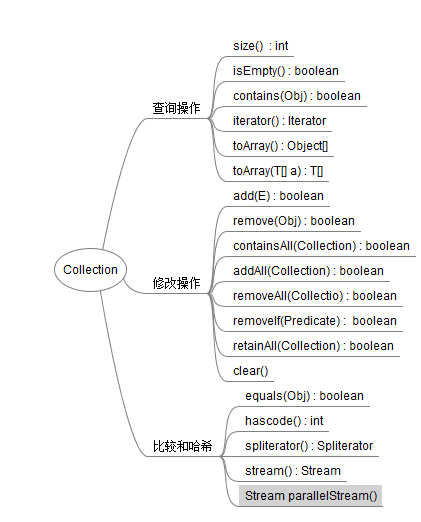 Collection
查询操作
size() : int
isEmpty() : boolean
contains(Obj) : boolean
iterator() : Iterator
toArray() : Object[]
toArray(T[] a) : T[]
修改操作
add(E) : boolean
remove(Obj) : boolean
containsAll(Collection) : boolean
addAll(Collection) : boolean
removeAll(Collectio) : boolean
removeIf(Predicate) : boolean
retainAll(Collection) : boolean
clear()
比较和哈希
equals(Obj) : boolean
hascode() : int
spliterator() : Spliterator
stream() : Stream
Stream parallelStream()